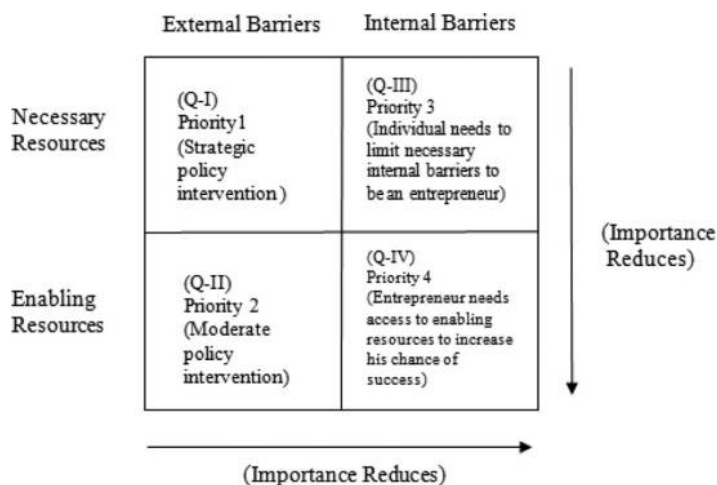 External Barriers
Internal Barriers
Necessary
Resources
(Q-I)
Priority1
(Strategic
policy
intervention )
(Q-III)
Priority 3
(Individual needs to
limit necessary
internal barriers to
be an entrepreneur)
(Importance
Reduces)
Enabling
Resources
(Q-II)
Priority 2
(Moderate
policy
intervention)
(Q-IV)
Priority 4
(Entrepreneur needs
access to enabling
resources to increase
his chance of
success)
(Importance Reduces)